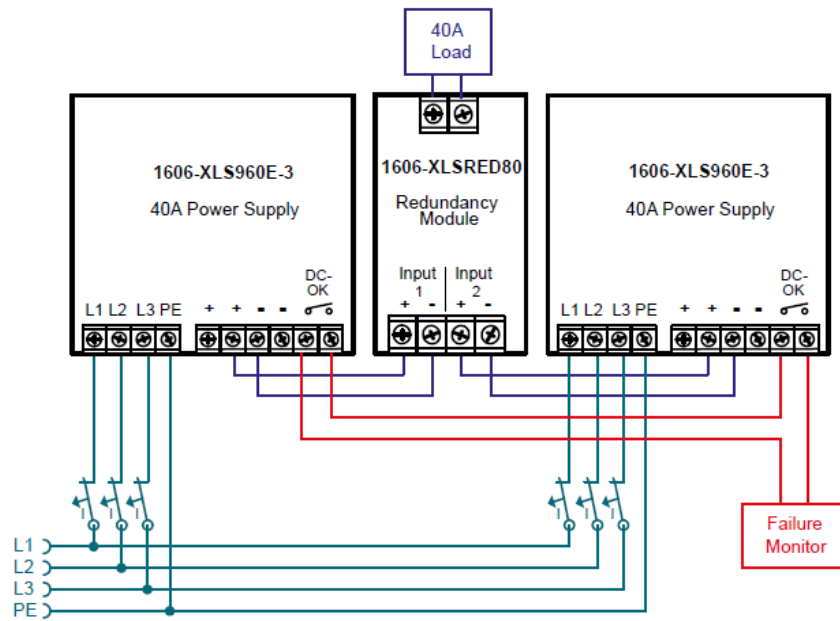 40A
Load
1606-XLS960E-3
40A Power Supply
DC-
OK
L1 L2 L3 PE + + - -
1606-XLSRED80
Redundancy
Module
Input Input
1 2
+ - + -
1606-XLS960E-3
40A Power Supply
DC-
OK
L1 L2 L3 PE + + - -
I I I
I I I
L1
L2
L3
PE
Failure
Monitor